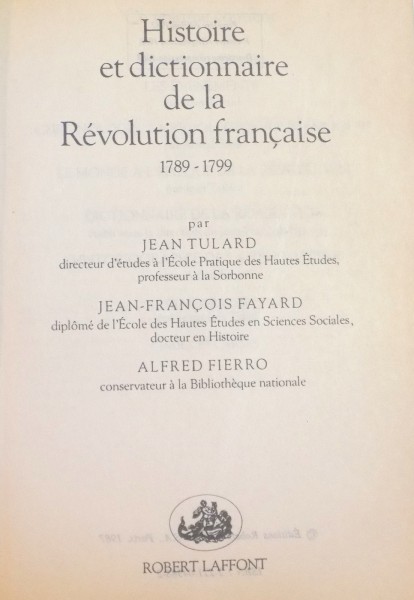 Histoire
et dictionnaire
de la
Révolution française
1789 - 1799
par
JEAN TULARD
directeur d'études à l'École Pratique des Hautes Études,
professeur à la Sorbonne
JEAN-FRANÇOIS FAYARD
diplômé de l'École des Hautes Études en Sciences Sociales,
docteur en Histoire
ALFRED FIERRO
conservateur à la Bibliothèque nationale
ROBERT LAFFONT